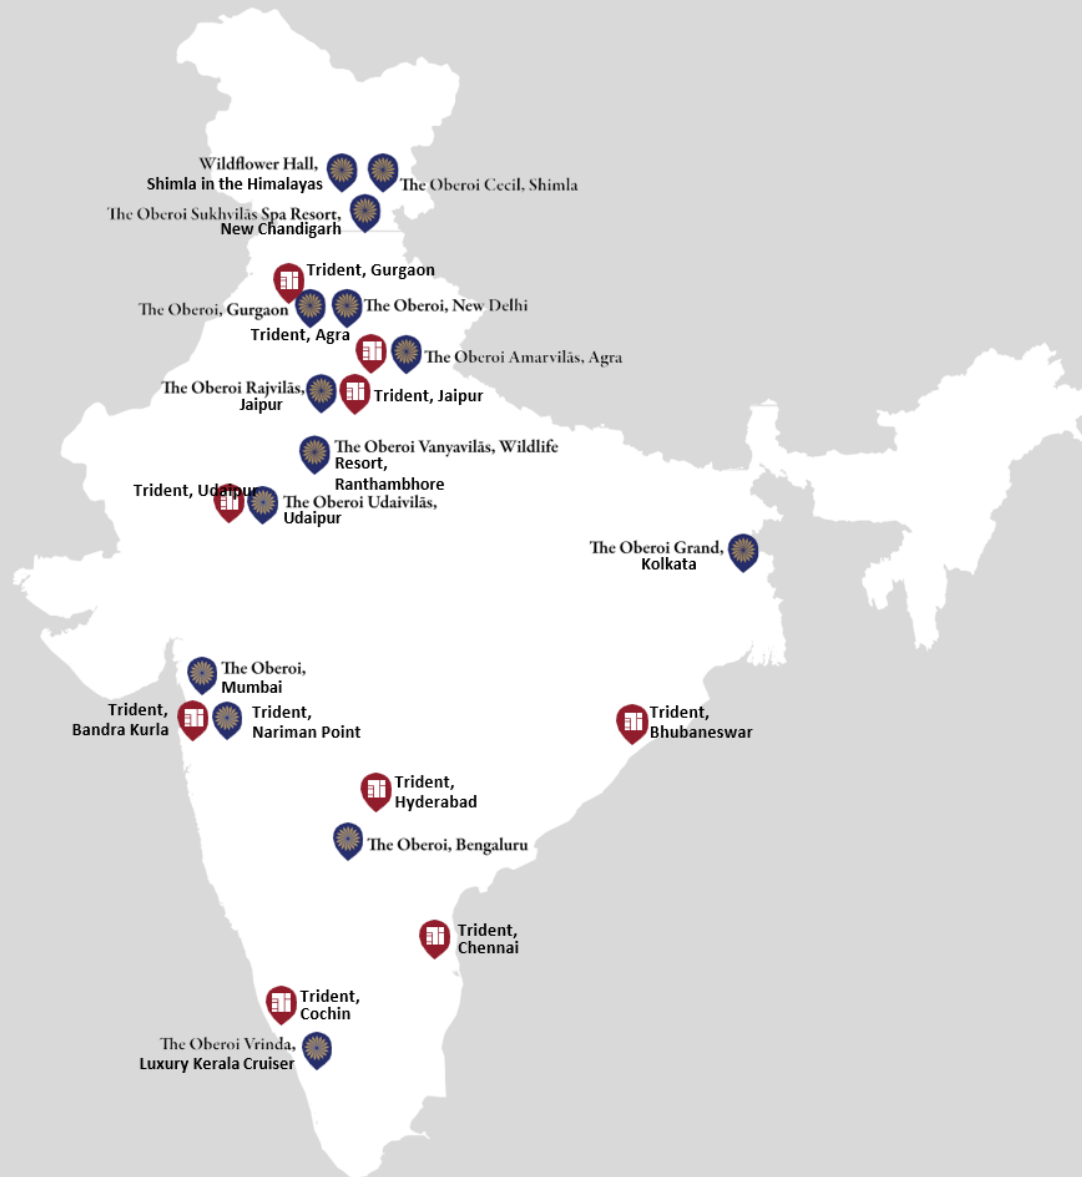 Wildflower Hall,
Shimla in the Himalayas
The Oberoi Cecil, Shimla
The Oberoi Sukhvilās Spa Resort,
New Chandigarh
Trident, Gurgaon
The Oberoi, Gurgaon
The Oberoi, New Delhi
Trident, Agra
The Oberoi Amarvilās, Agra
The Oberoi Rajvilās,
Jaipur
Trident, Jaipur
The Oberoi Vanyavilās, Wildlife
Resort,
Ranthambhore
Trident, Udaipur
The Oberoi Udaivilās,
Udaipur
The Oberoi Grand,
Kolkata
The Oberoi,
Mumbai
Trident,
Bandra Kurla
Trident,
Nariman Point
Trident,
Bhubaneswar
Trident,
Hyderabad
The Oberoi, Bengaluru
Trident,
Chennai
Trident,
Cochin
The Oberoi Vrinda,
Luxury Kerala Cruiser